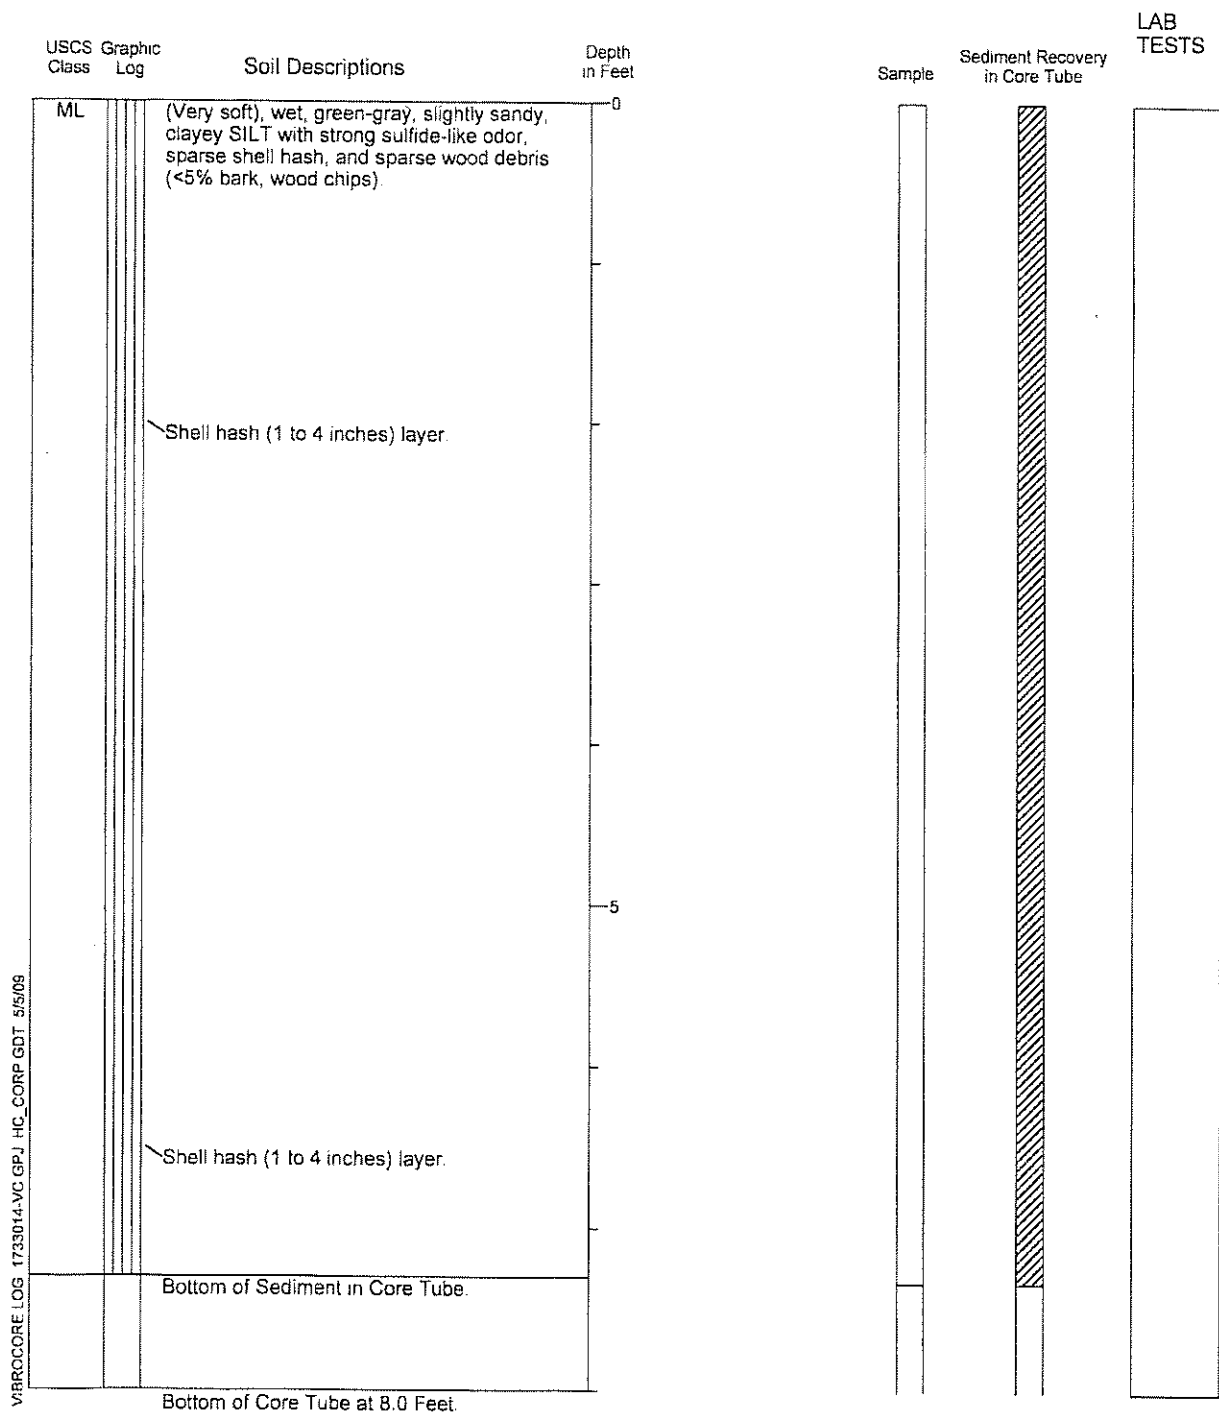 LAB
TESTS
USCS Graphic
Class Log
Soil Descriptions
Depth
in Feet
Sample
Sediment Recovery
in Core Tube
ML
(Very soft), wet, green-gray, slightly sandy,
clayey SILT with strong sulfide-like odor,
sparse shell hash, and sparse wood debris
(<5% bark, wood chips).
0
Shell hash (1 to 4 inches) layer.
5
Shell hash (1 to 4 inches) layer.
Bottom of Sediment in Core Tube.
Bottom of Core Tube at 8.0 Feet.
VIBROCORE LOG 1733014-VC GPJ HC_CORP GDT 5/5/09